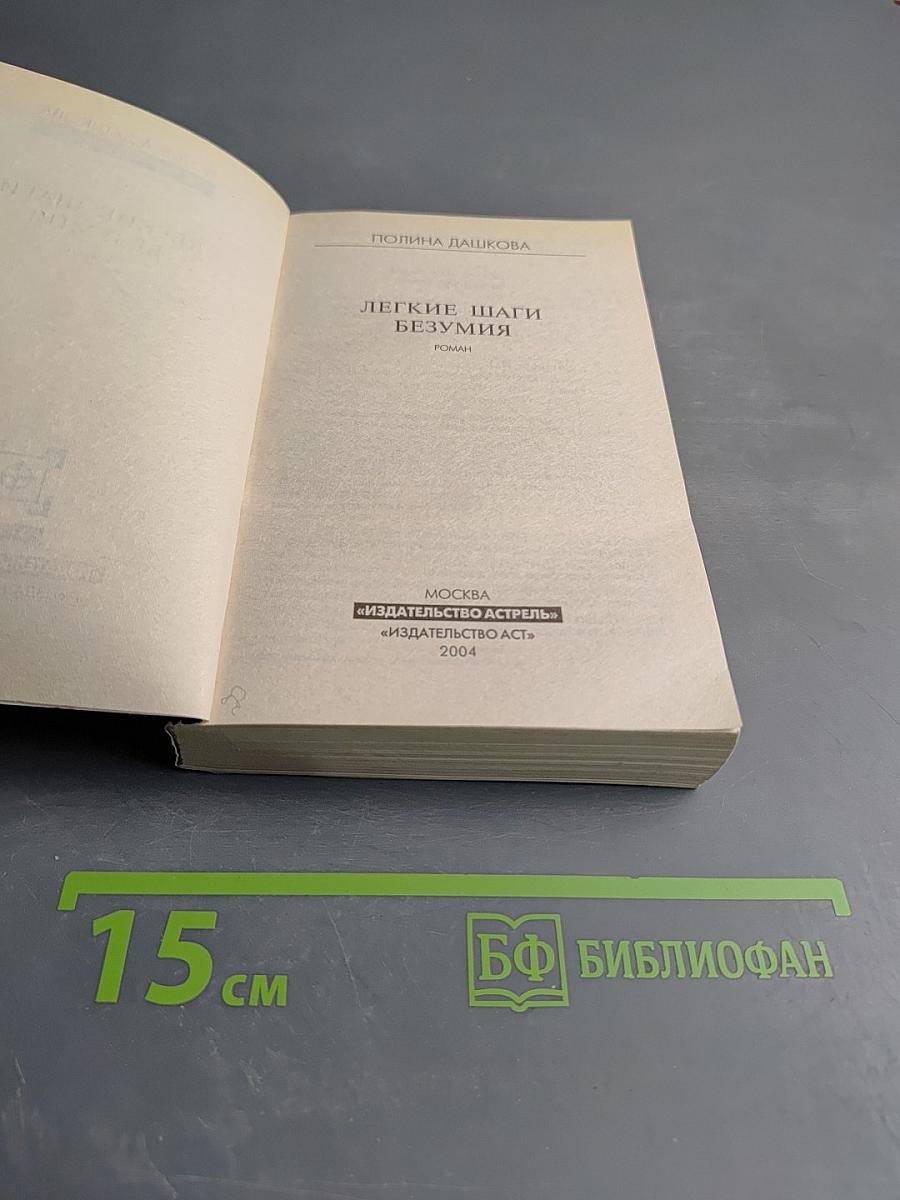 ПОЛИНА ДАШКОВА
ЛЕГКИЕ ШАГИ
БЕЗУМИЯ
РОМАН
МОСКВА
«ИЗДАТЕЛЬСТВО АСТРЕЛЬ»
«ИЗДАТЕЛЬСТВО АСТ»
2004
15 см
БФ БИБЛИОФАН